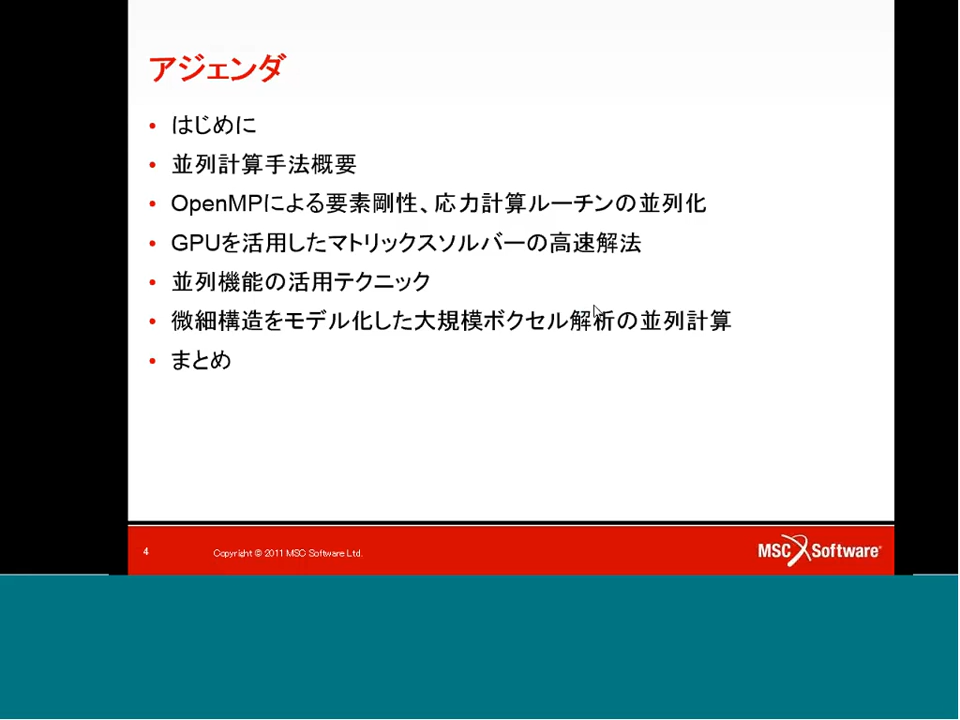 アジェンダ
• はじめに
• 並列計算手法概要
• OpenMPによる要素剛性、応力計算ルーチンの並列化
• GPUを活用したマトリックスソルバーの高速解法
• 並列機能の活用テクニック
• 微細構造をモデル化した大規模ボクセル解析の並列計算
• まとめ
4 Copyright © 2011 MSC Software Ltd.
MSC Software